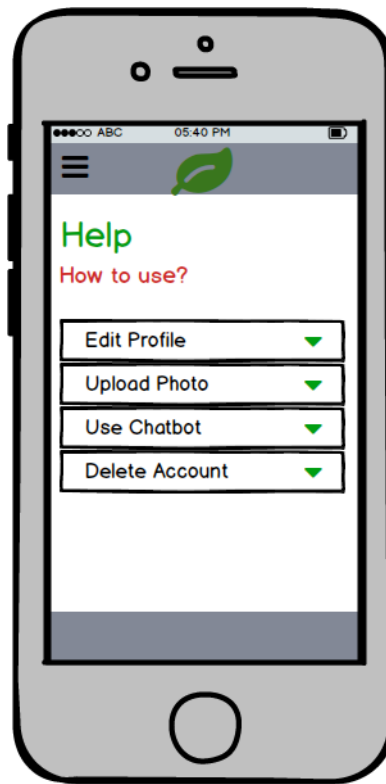 ABC 05:40 PM
Help
How to use?
Edit Profile
Upload Photo
Use Chatbot
Delete Account